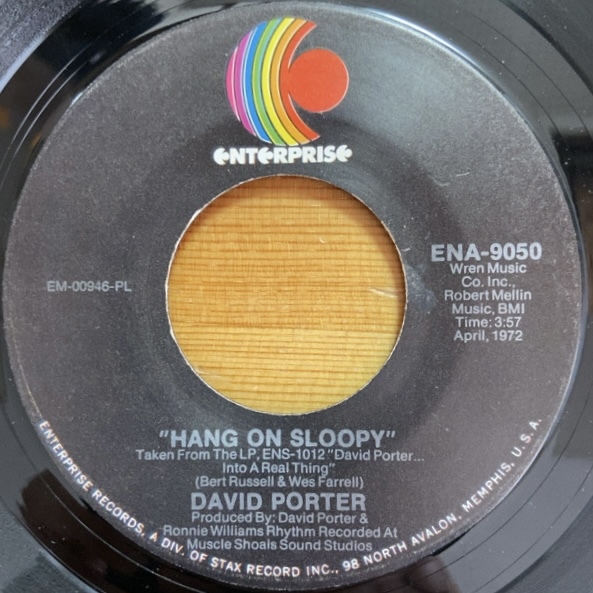 ENTERPRISE
ENA-9050
Wren Music
Co. Inc.,
Robert Mellin
Music, BMI
Time: 3:57
April, 1972
EM-00946-PL
"HANG ON SLOOPY"
Taken From The LP, ENS-1012 "David Porter...
Into A Real Thing"
(Bert Russell & Wes Farrell)
DAVID PORTER
Produced By: David Porter &
Ronnie Williams Rhythm Recorded At
Muscle Shoals Sound Studios
ENTERPRISE RECORDS, A DIV. OF STAX RECORD INC., 98 NORTH AVALON, MEMPHIS, U.S.A.